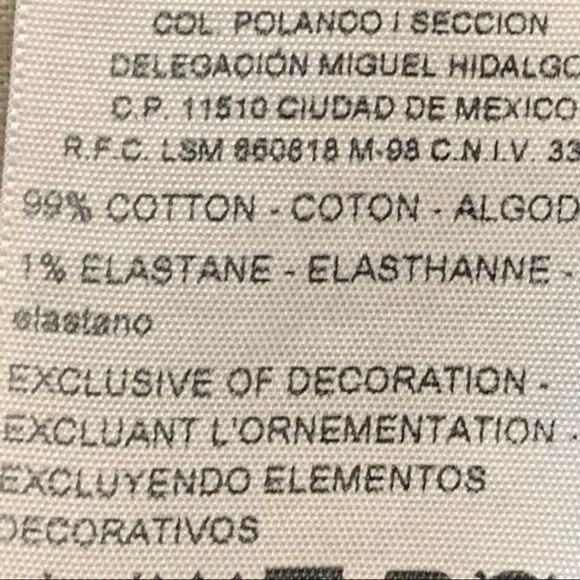 COL. POLANCO I SECCION
DELEGACIÓN MIGUEL HIDALGO
C.P. 11510 CIUDAD DE MEXICO
R.F.C. LSM 860618 M-98 C.N.I.V. 33
99% COTTON - COTON - ALGOD
1% ELASTANE - ELASTHANNE -
elastano
EXCLUSIVE OF DECORATION -
EXCLUANT L'ORNEMENTATION -
EXCLUYENDO ELEMENTOS
DECORATIVOS